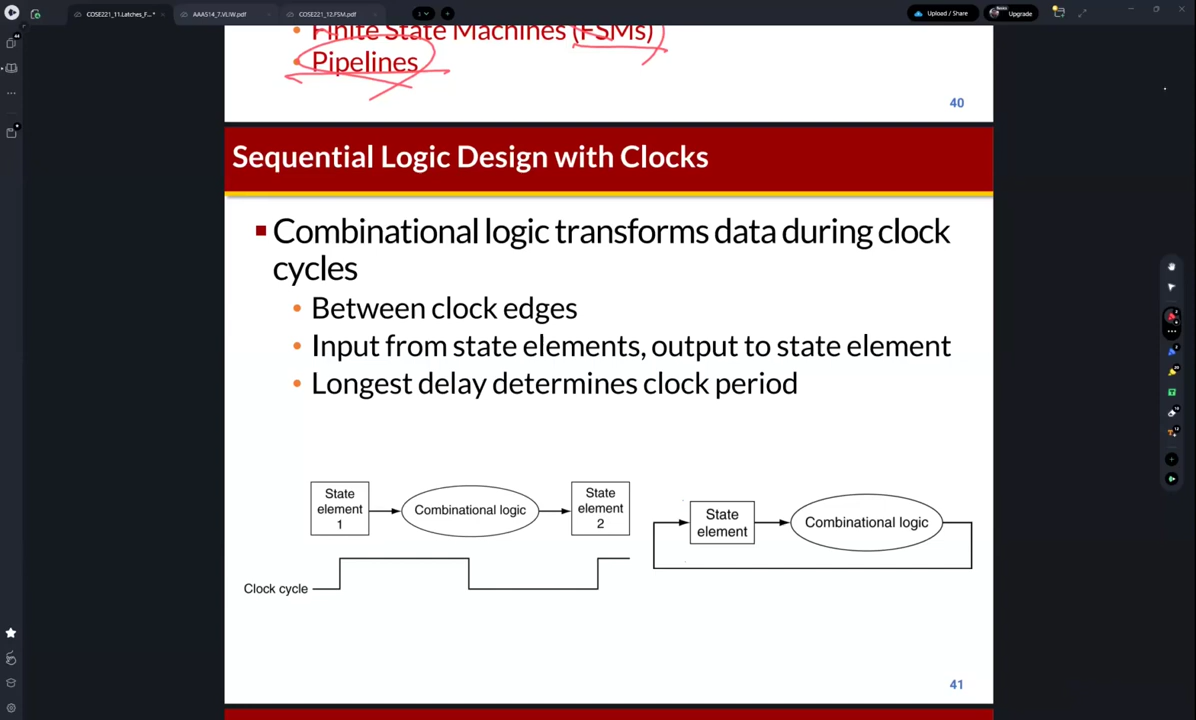 COSE221_11.Latches_F...*
AAAS14_7.VLIW.pdf
COSE221_12.FSM.pdf
Upload / Share
Upgrade
Finite State Machines (FSMs)
Pipelines
40
Sequential Logic Design with Clocks
Combinational logic transforms data during clock
cycles
Between clock edges
Input from state elements, output to state element
Longest delay determines clock period
State
element
1
Combinational logic
State
element
2
State
element
Combinational logic
Clock cycle
41